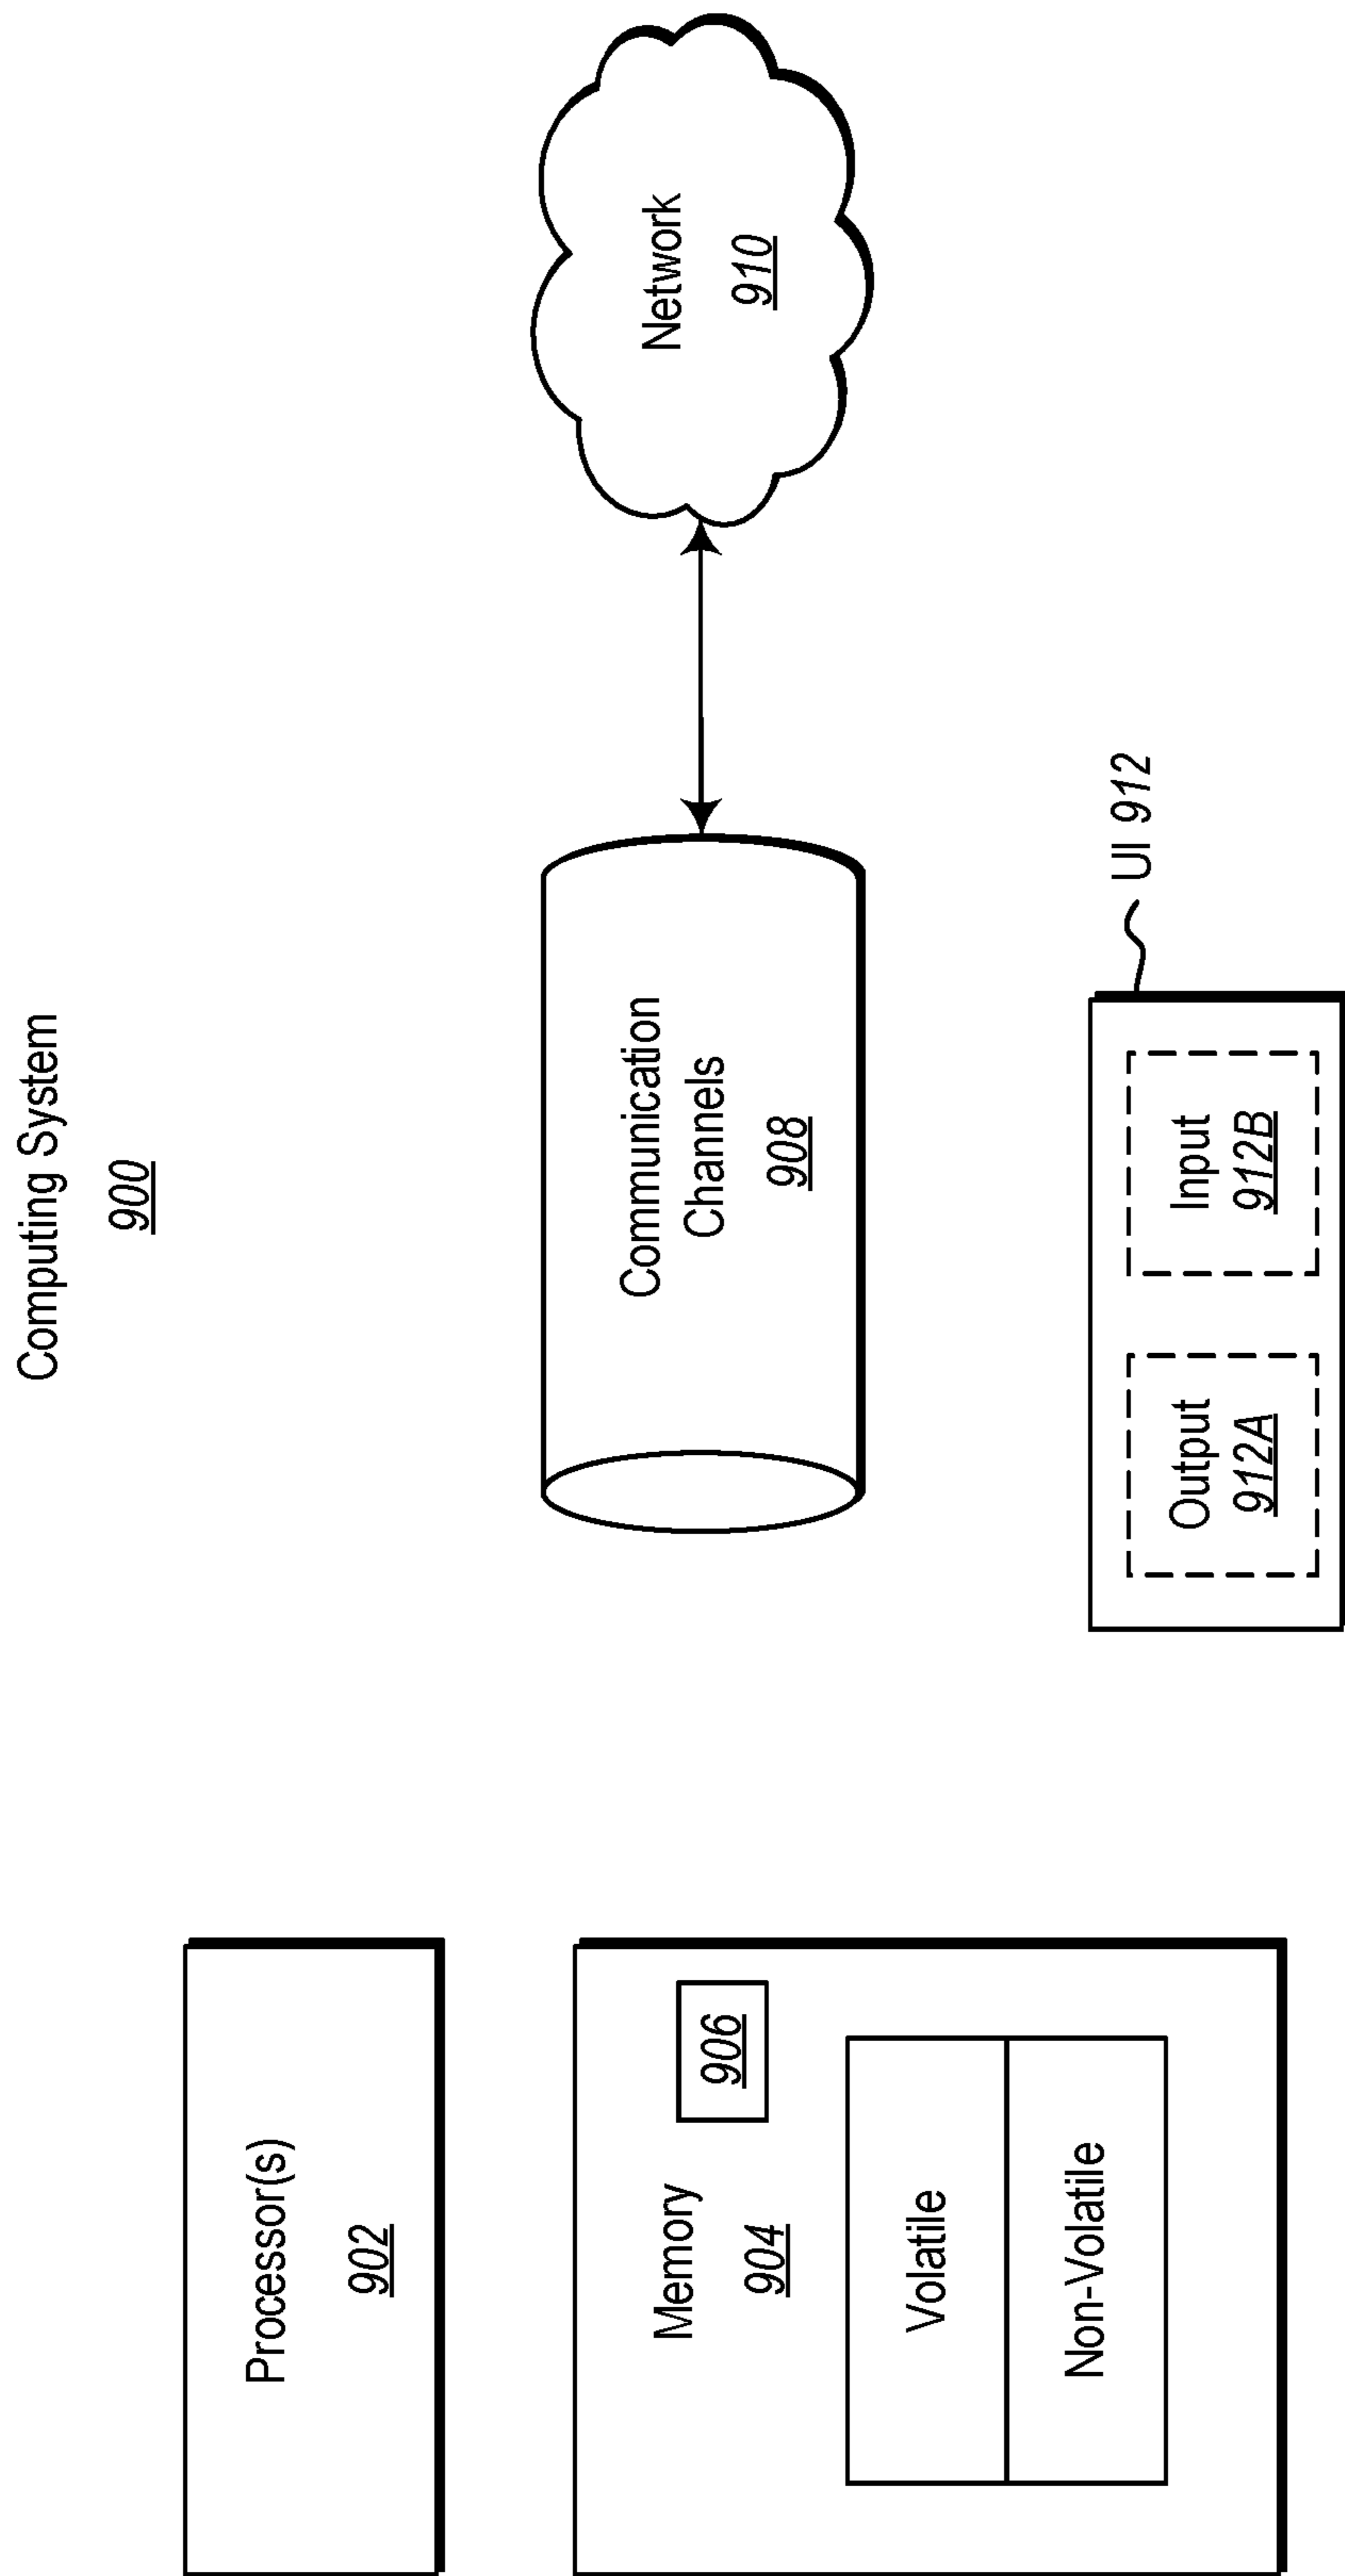 Computing System
900
Processor(s)
902
Memory
904
906
Volatile
Non-Volatile
Communication
Channels
908
Network
910
UI 912
Output
912A
Input
912B